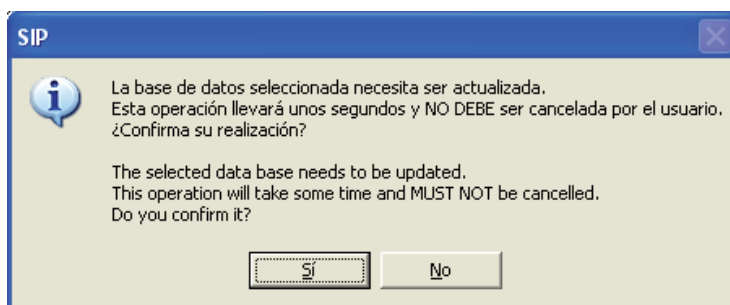 SIP
La base de datos seleccionada necesita ser actualizada.
Esta operación llevará unos segundos y NO DEBE ser cancelada por el usuario.
¿Confirma su realización?
The selected data base needs to be updated.
This operation will take some time and MUST NOT be cancelled.
Do you confirm it?
Sí
No